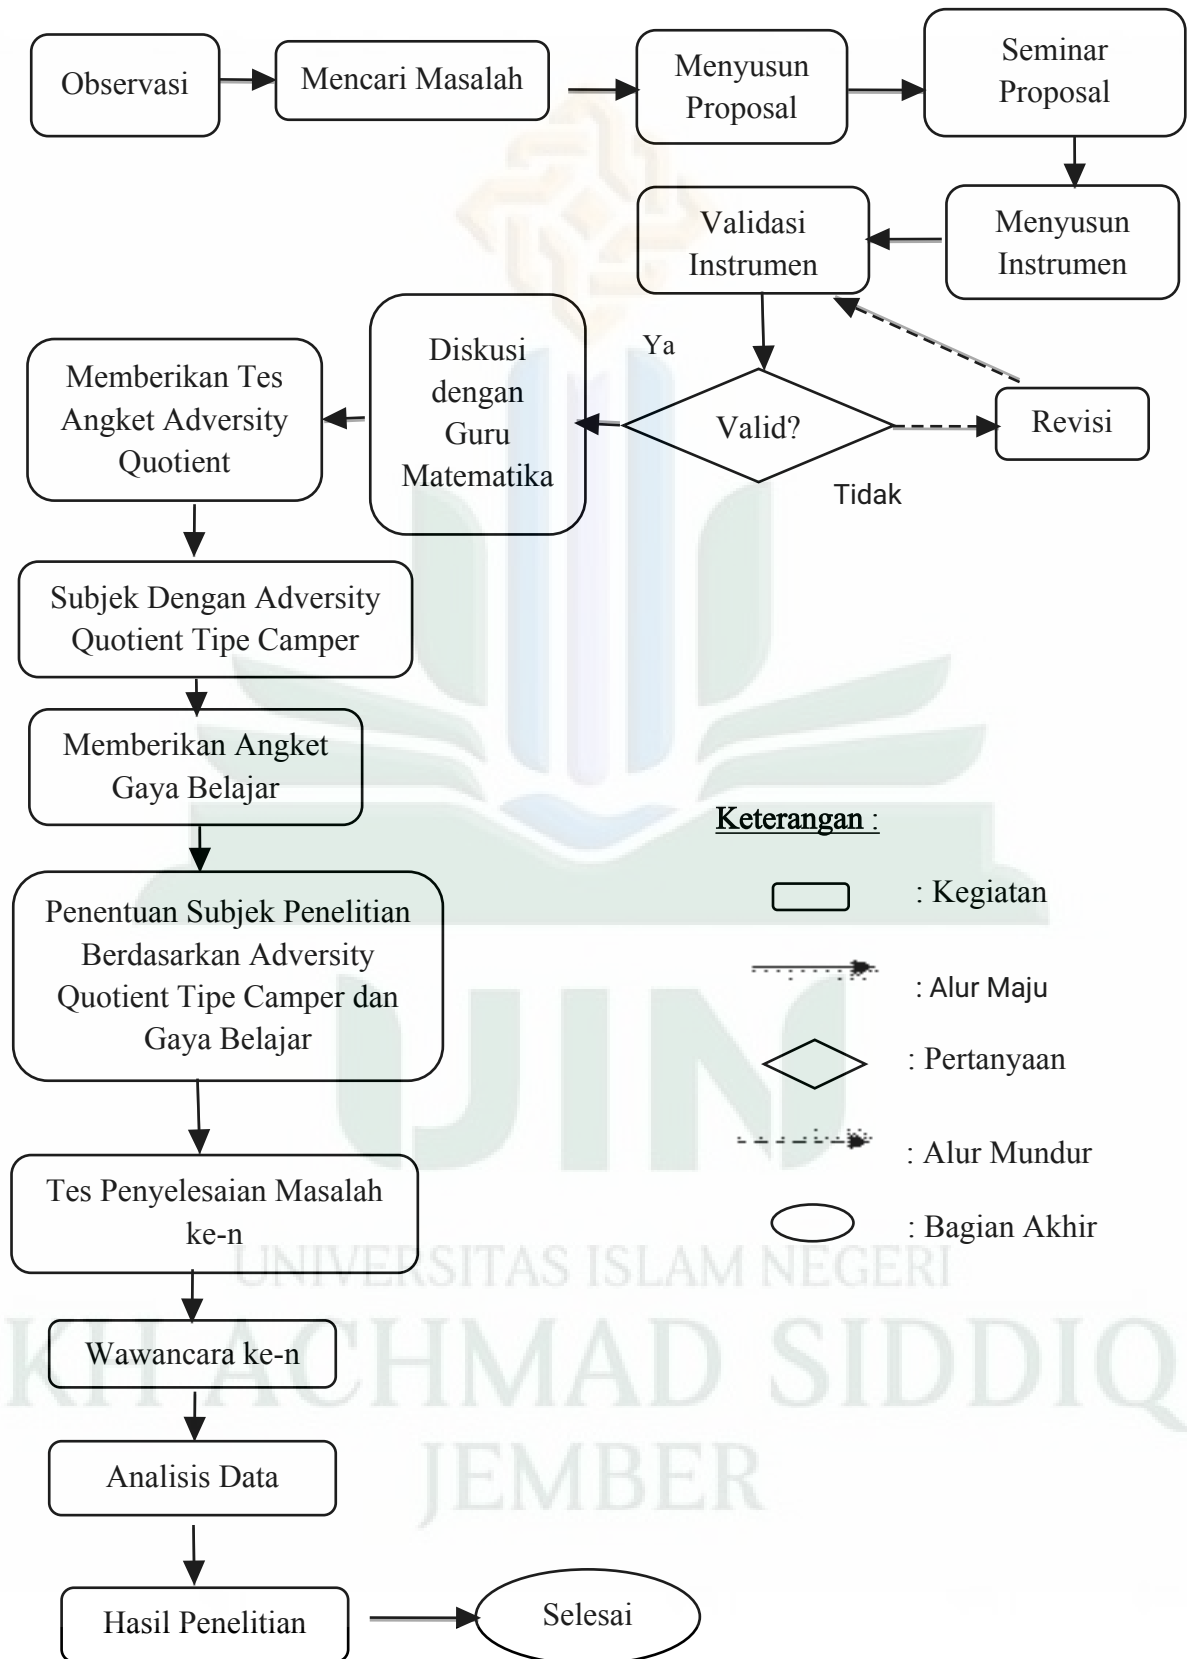 Observasi
Mencari Masalah
Menyusun
Proposal
Seminar
Proposal
Menyusun
Instrumen
Validasi
Instrumen
Ya
Valid?
Tidak
Revisi
Diskusi
dengan
Guru
Matematika
Memberikan Tes
Angket Adversity
Quotient
Subjek Dengan Adversity
Quotient Tipe Camper
Memberikan Angket
Gaya Belajar
Penentuan Subjek Penelitian
Berdasarkan Adversity
Quotient Tipe Camper dan
Gaya Belajar
Tes Penyelesaian Masalah
ke-n
Wawancara ke-n
Analisis Data
Hasil Penelitian
Selesai
Keterangan :
: Kegiatan
: Alur Maju
: Pertanyaan
: Alur Mundur
: Bagian Akhir
UIN
UNIVERSITAS ISLAM NEGERI
KH ACHMAD SIDDIQ
JEMBER